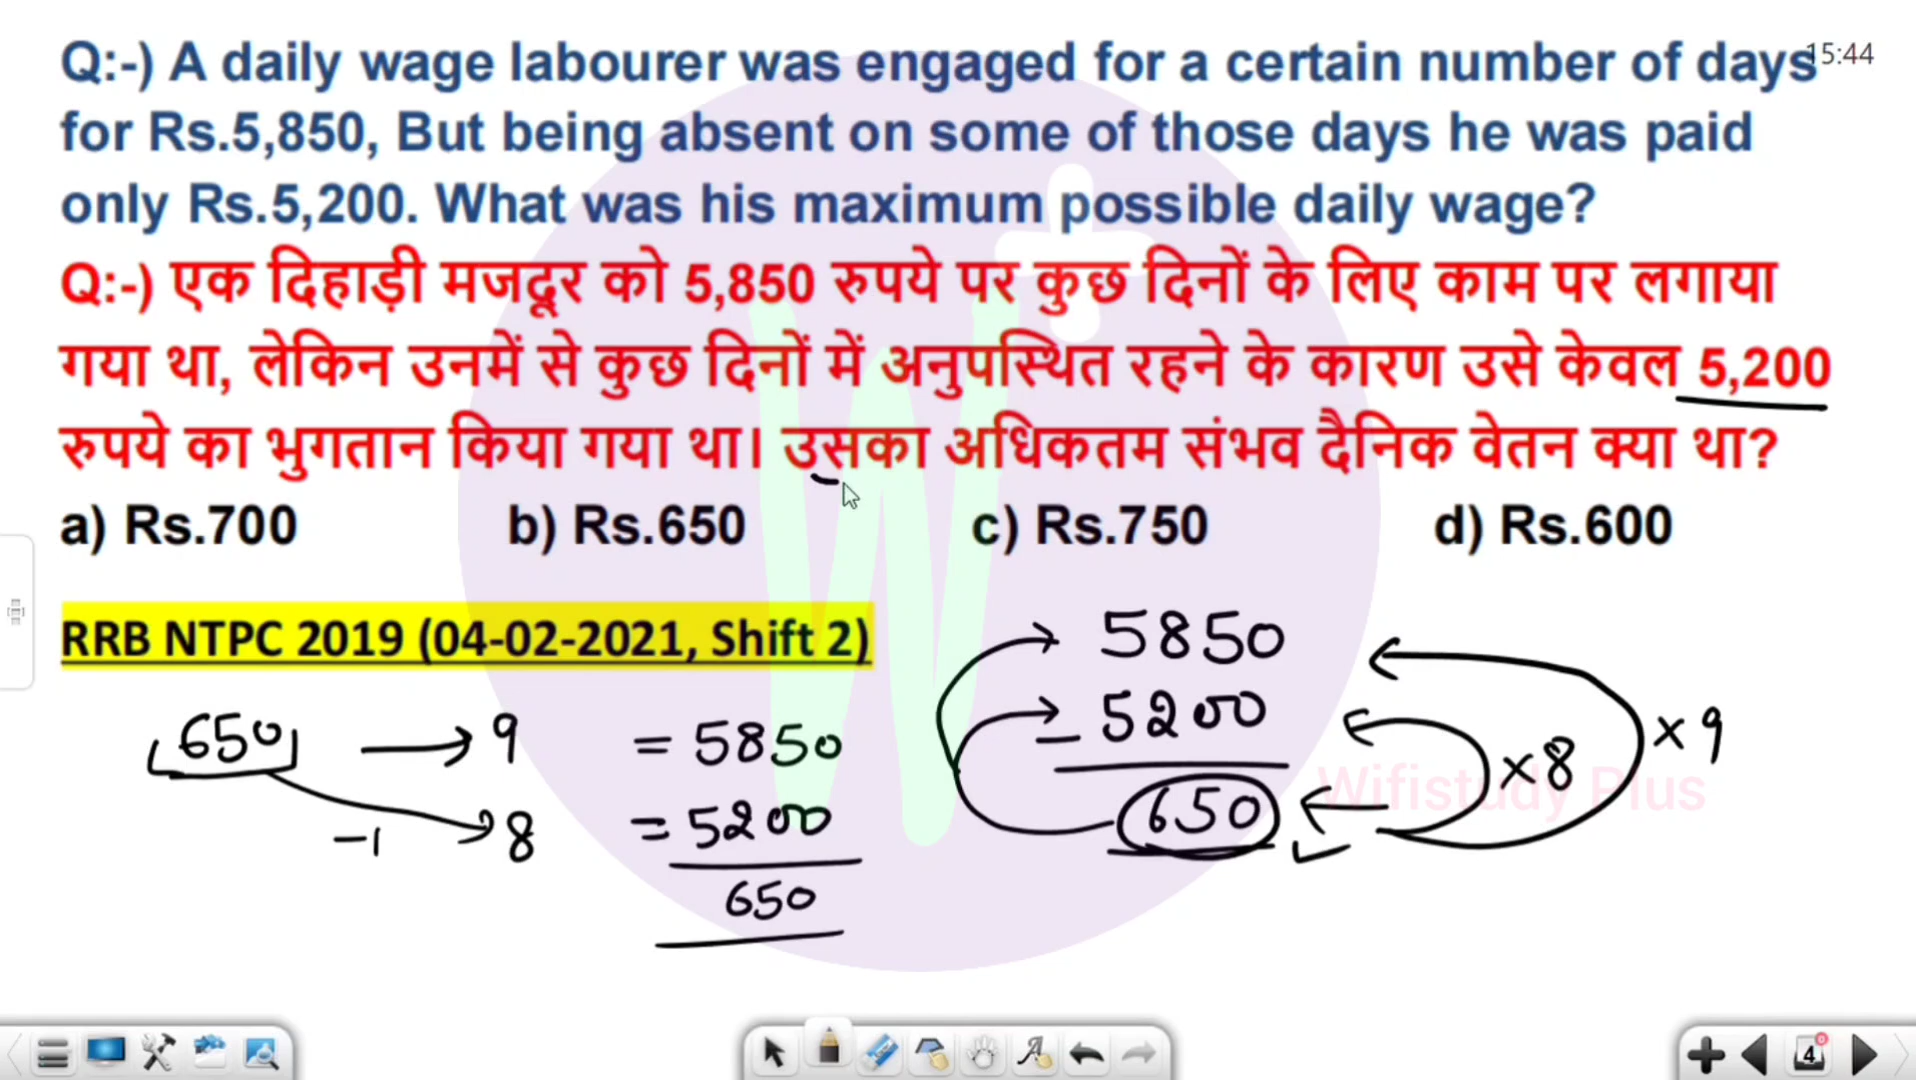 Q:-) A daily wage labourer was engaged for a certain number of days
15:44
for Rs.5,850, But being absent on some of those days he was paid
only Rs.5,200. What was his maximum possible daily wage?
Q:-) एक दिहाड़ी मजदूर को 5,850 रुपये पर कुछ दिनों के लिए काम पर लगाया
गया था, लेकिन उनमें से कुछ दिनों में अनुपस्थित रहने के कारण उसे केवल 5,200
रुपये का भुगतान किया गया था। उसका अधिकतम संभव दैनिक वेतन क्या था?
a) Rs.700 b) Rs.650 c) Rs.750 d) Rs.600
RRB NTPC 2019 (04-02-2021, Shift 2)
650 → 9 = 5850
-1 → 8 = 5200
650
5850
- 5200
650
×8
×9
Wifistudy Plus
4